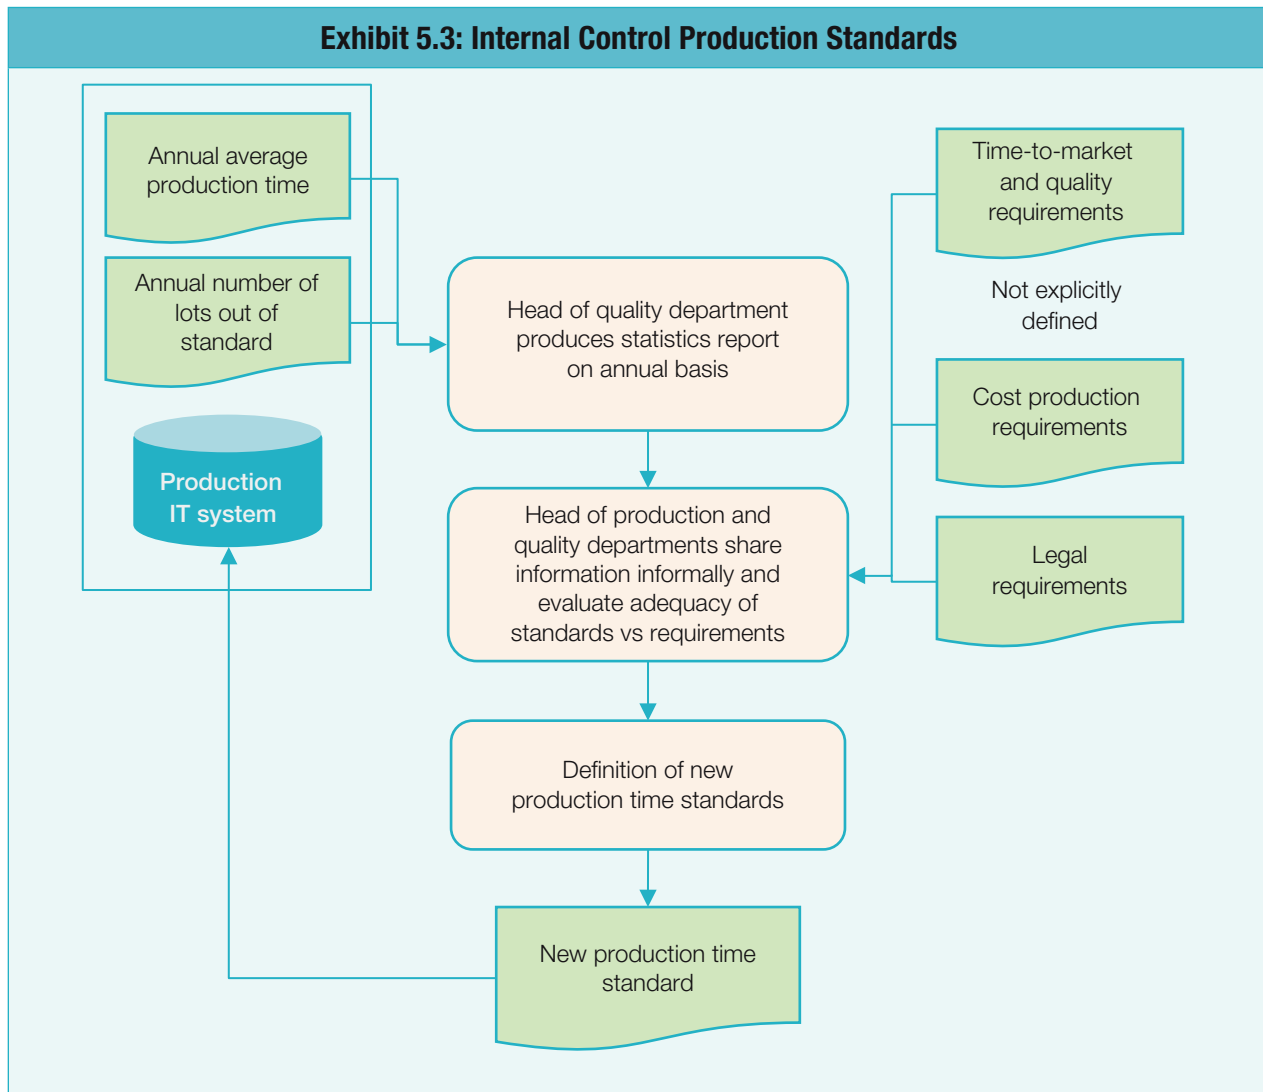 Exhibit 5.3: Internal Control Production Standards
Annual average
production time
Annual number of
lots out of
standard
Production
IT system
Head of quality department
produces statistics report
on annual basis
Head of production and
quality departments share
information informally and
evaluate adequacy of
standards vs requirements
Definition of new
production time standards
New production time
standard
Time-to-market
and quality
requirements
Not explicitly
defined
Cost production
requirements
Legal
requirements